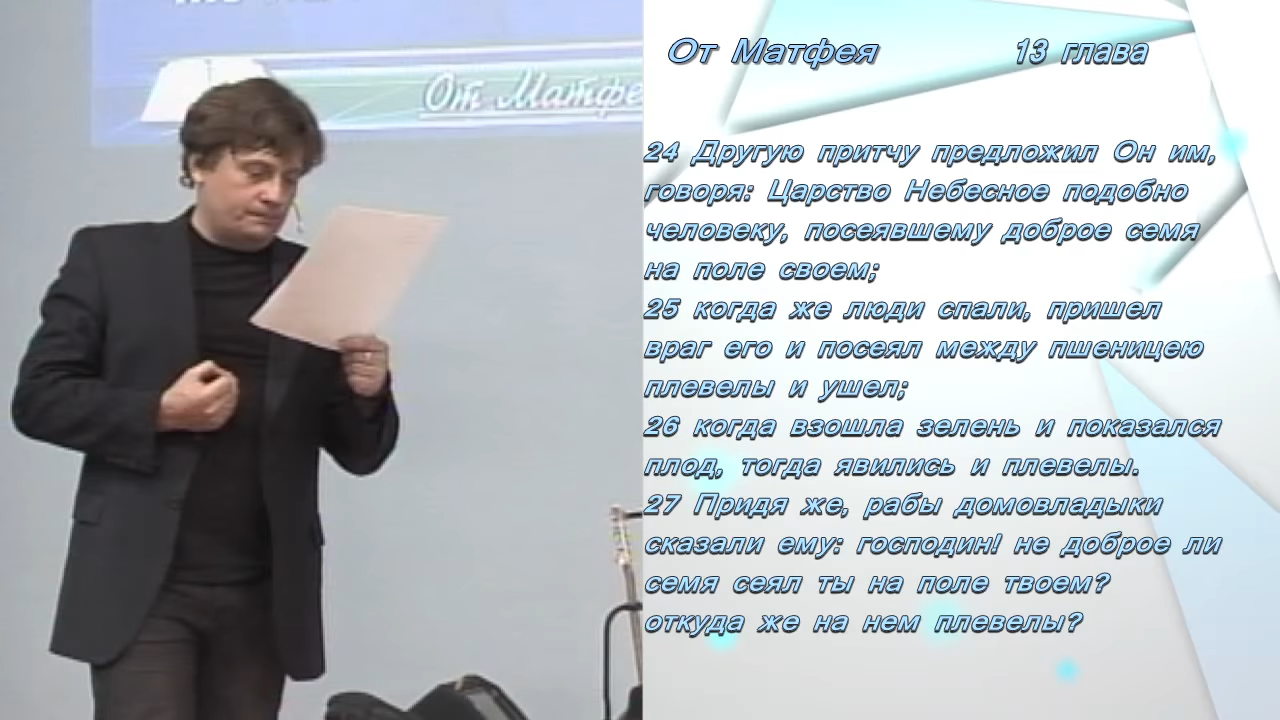 От Матфе
От Матфея 13 глава
24 Другую притчу предложил Он им,
говоря: Царство Небесное подобно
человеку, посеявшему доброе семя
на поле своем;
25 когда же люди спали, пришел
враг его и посеял между пшеницею
плевелы и ушел;
26 когда взошла зелень и показался
плод, тогда явились и плевелы.
27 Придя же, рабы домовладыки
сказали ему: господин! не доброе ли
семя сеял ты на поле твоем?
откуда же на нем плевелы?